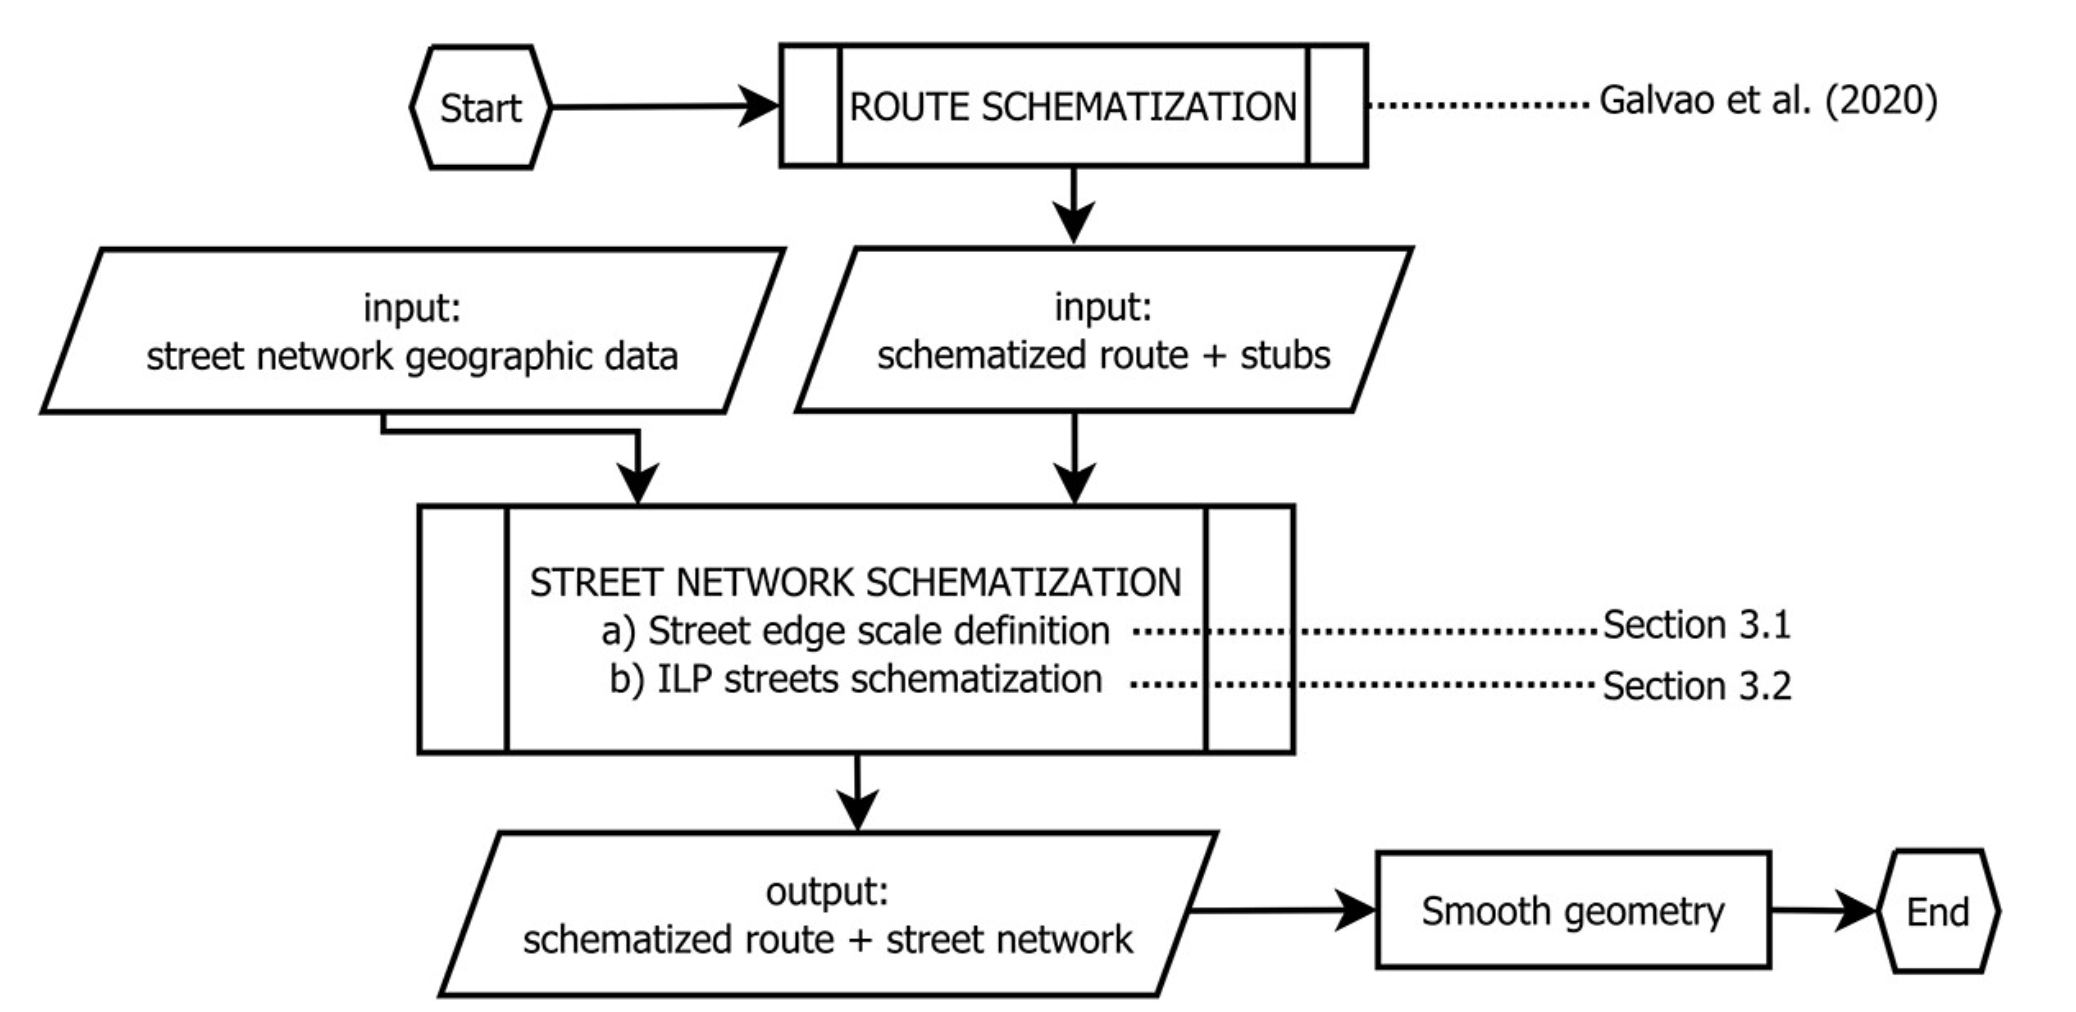 Start
ROUTE SCHEMATIZATION
Galvao et al. (2020)
input:
street network geographic data
input:
schematized route + stubs
STREET NETWORK SCHEMATIZATION
a) Street edge scale definition
Section 3.1
b) ILP streets schematization
Section 3.2
output:
schematized route + street network
Smooth geometry
End